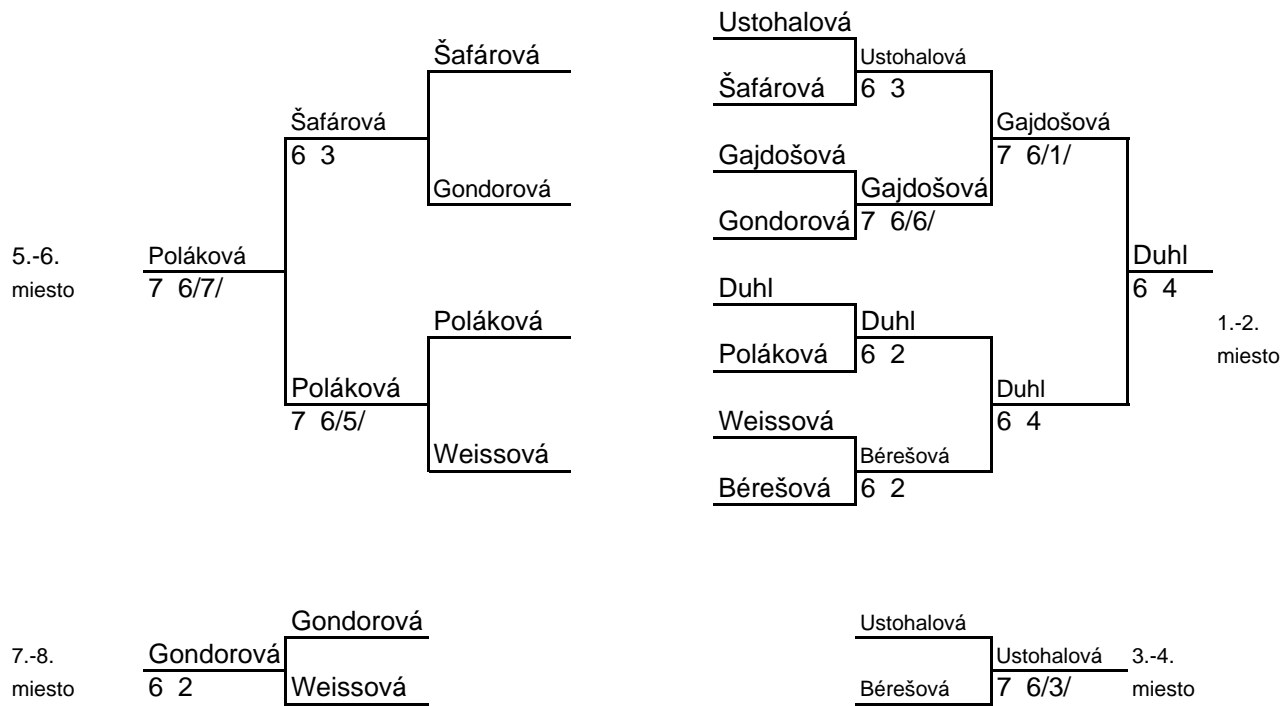 Ustohalová
Šafárová
Ustohalová
Šafárová
6 3
Šafárová
Gajdošová
6 3
Gajdošová
7 6/1/
Gondorová
Gajdošová
Gondorová
7 6/6/
5.-6.
Poláková
Duhl
miesto
7 6/7/
Duhl
6 4
Poláková
Duhl
1.-2.
Poláková
6 2
miesto
Poláková
Duhl
7 6/5/
Weissová
6 4
Weissová
Bérešová
Bérešová
6 2
Gondorová
Ustohalová
7.-8.
Gondorová
Ustohalová
3.-4.
miesto
6 2
Weissová
Bérešová
7 6/3/
miesto